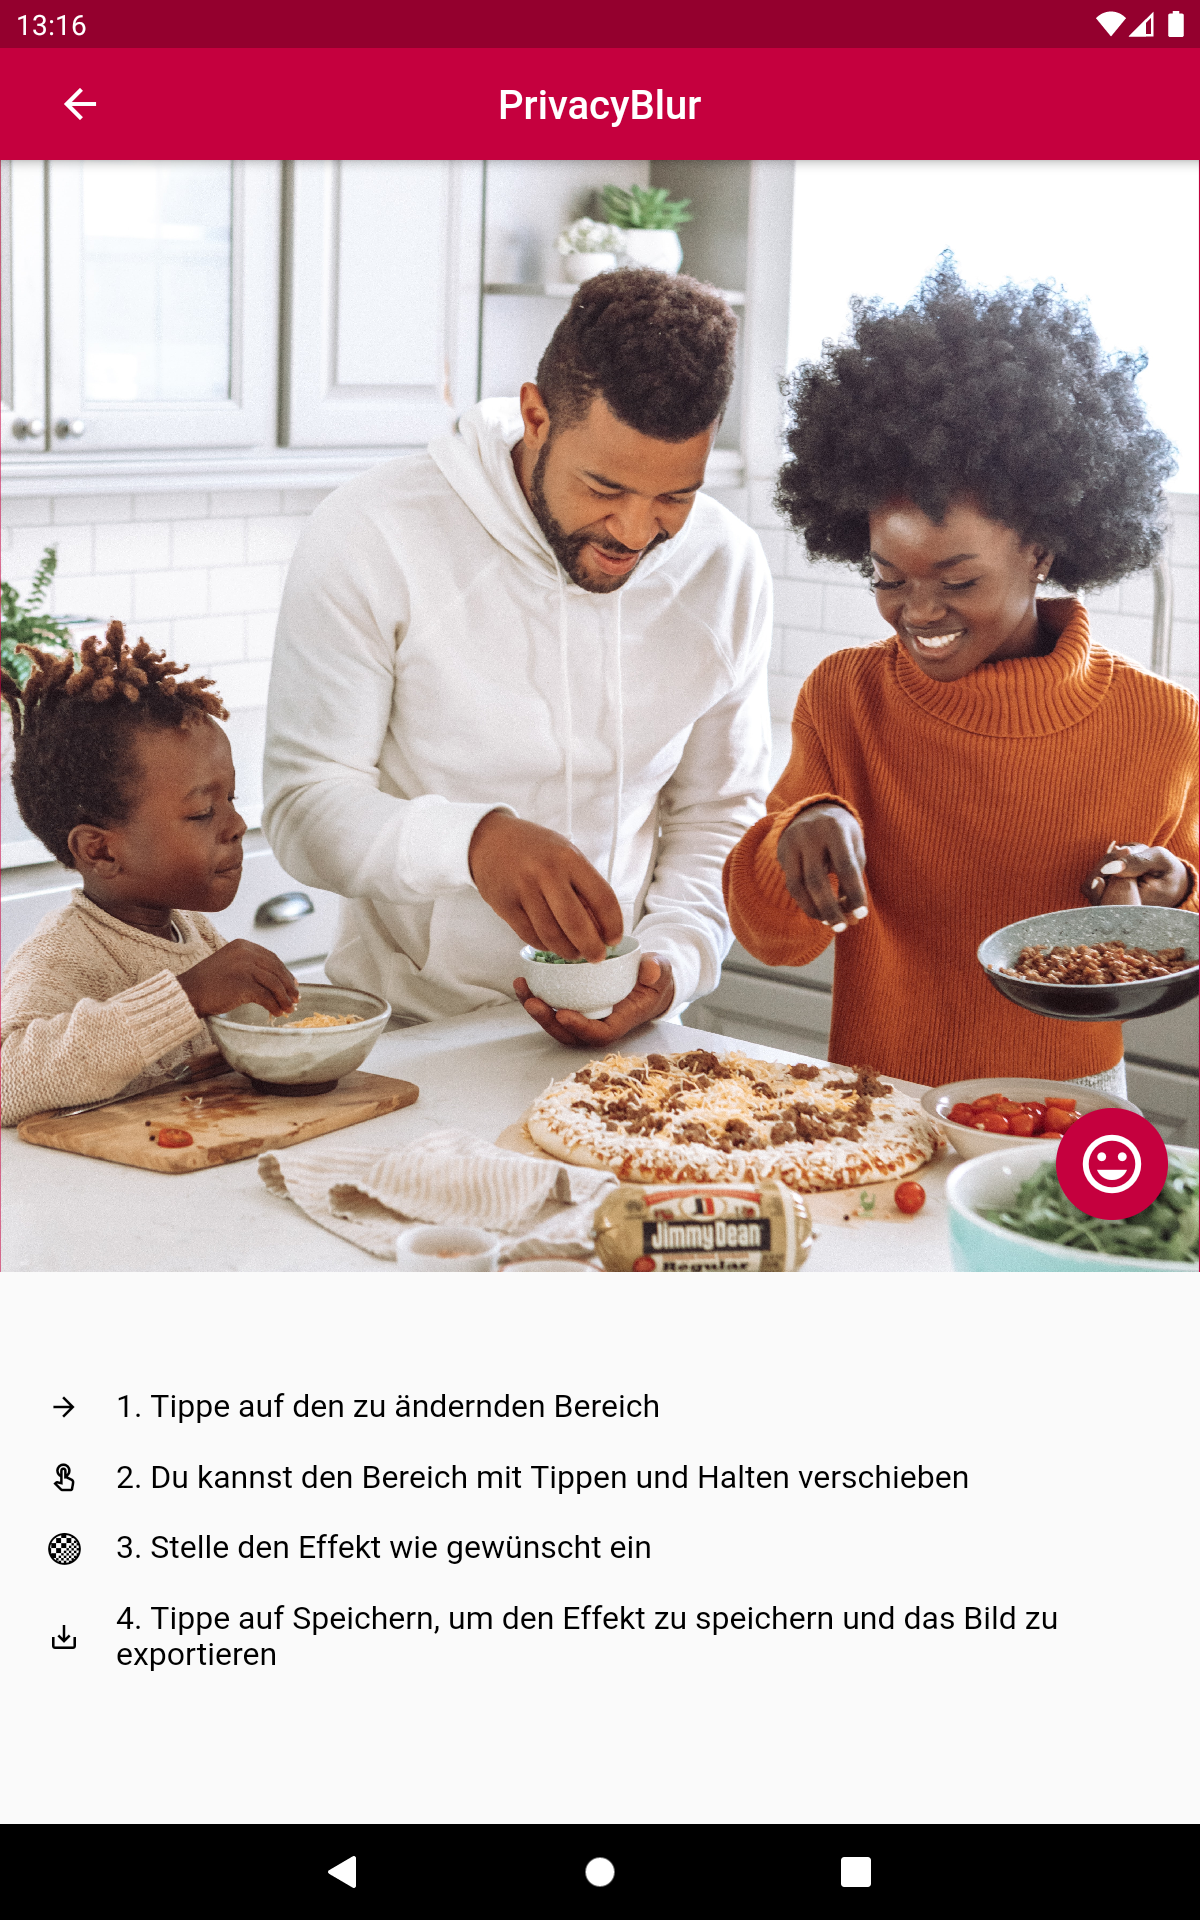 13:16
PrivacyBlur
Jimmy Dean
Regular
1. Tippe auf den zu ändernden Bereich
2. Du kannst den Bereich mit Tippen und Halten verschieben
3. Stelle den Effekt wie gewünscht ein
4. Tippe auf Speichern, um den Effekt zu speichern und das Bild zu
exportieren